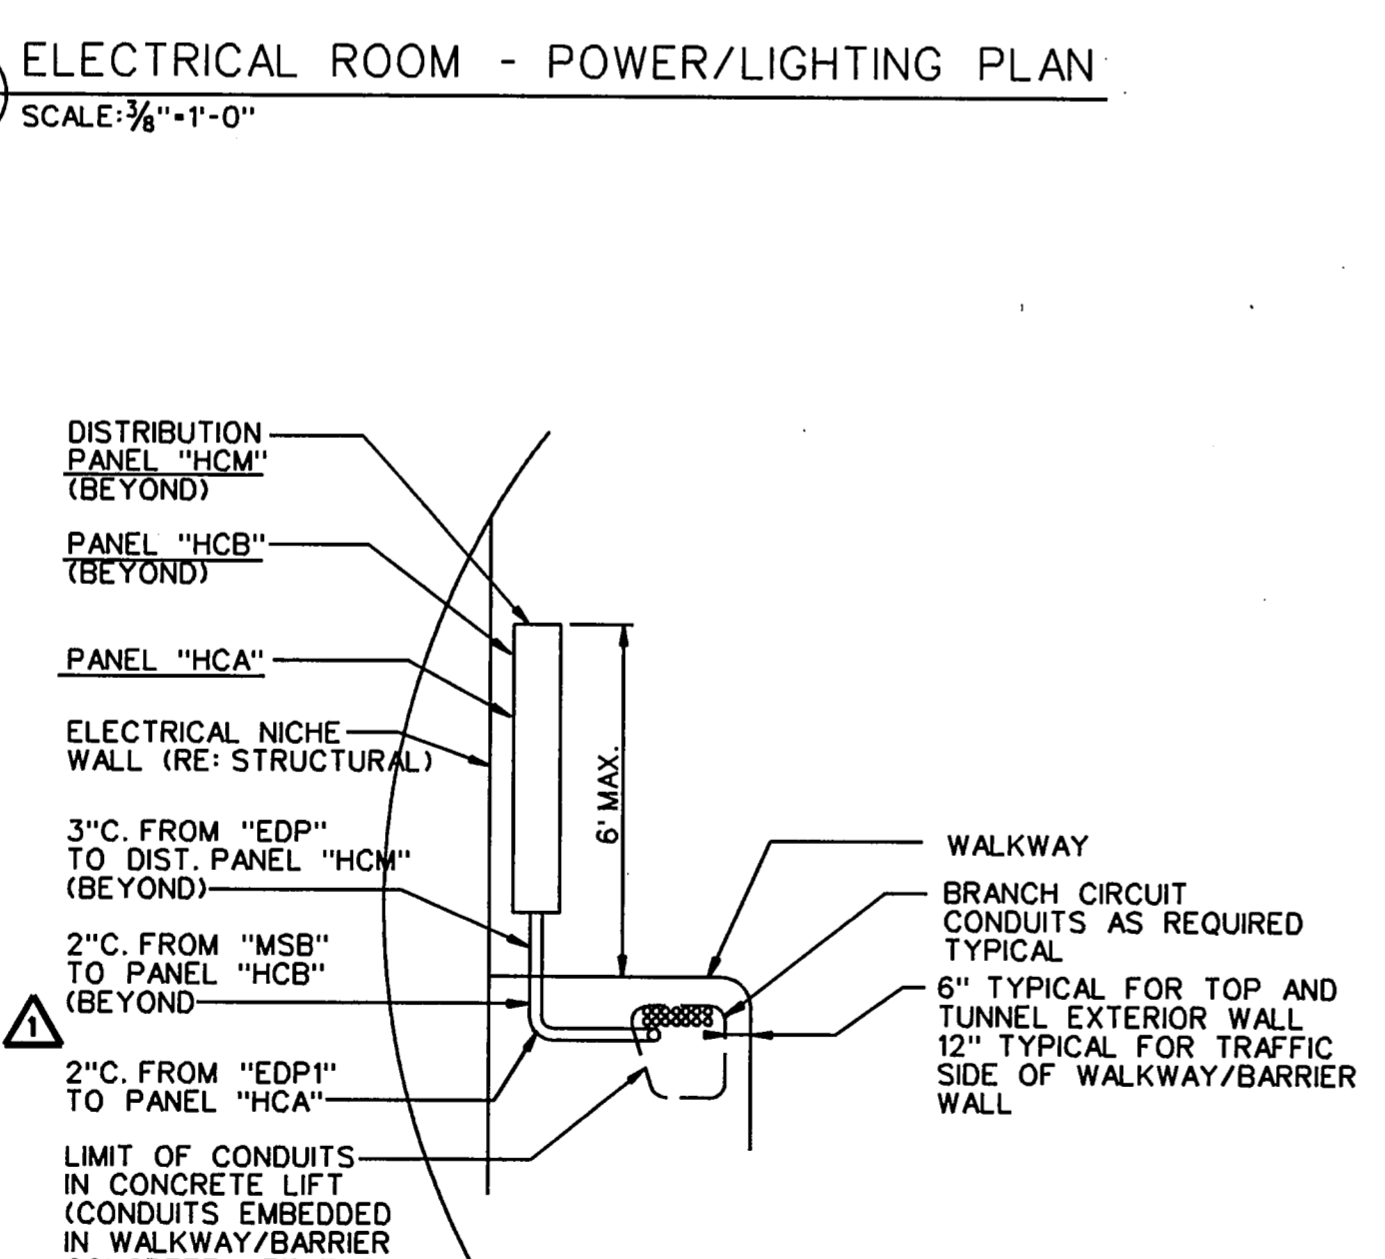 ELECTRICAL ROOM - POWER/LIGHTING PLAN
SCALE: 3/8"=1'-0"
DISTRIBUTION
PANEL "HCM"
(BEYOND)
PANEL "HCB"
(BEYOND)
PANEL "HCA"
ELECTRICAL NICHE
WALL (RE: STRUCTURAL)
3"C. FROM "EDP"
TO DIST. PANEL "HCM"
(BEYOND)
2"C. FROM "MSB"
TO PANEL "HCB"
(BEYOND
1
2"C. FROM "EDP1"
TO PANEL "HCA"
LIMIT OF CONDUITS
IN CONCRETE LIFT
(CONDUITS EMBEDDED
IN WALKWAY/BARRIER
6' MAX.
WALKWAY
BRANCH CIRCUIT
CONDUITS AS REQUIRED
TYPICAL
6" TYPICAL FOR TOP AND
TUNNEL EXTERIOR WALL
12" TYPICAL FOR TRAFFIC
SIDE OF WALKWAY/BARRIER
WALL